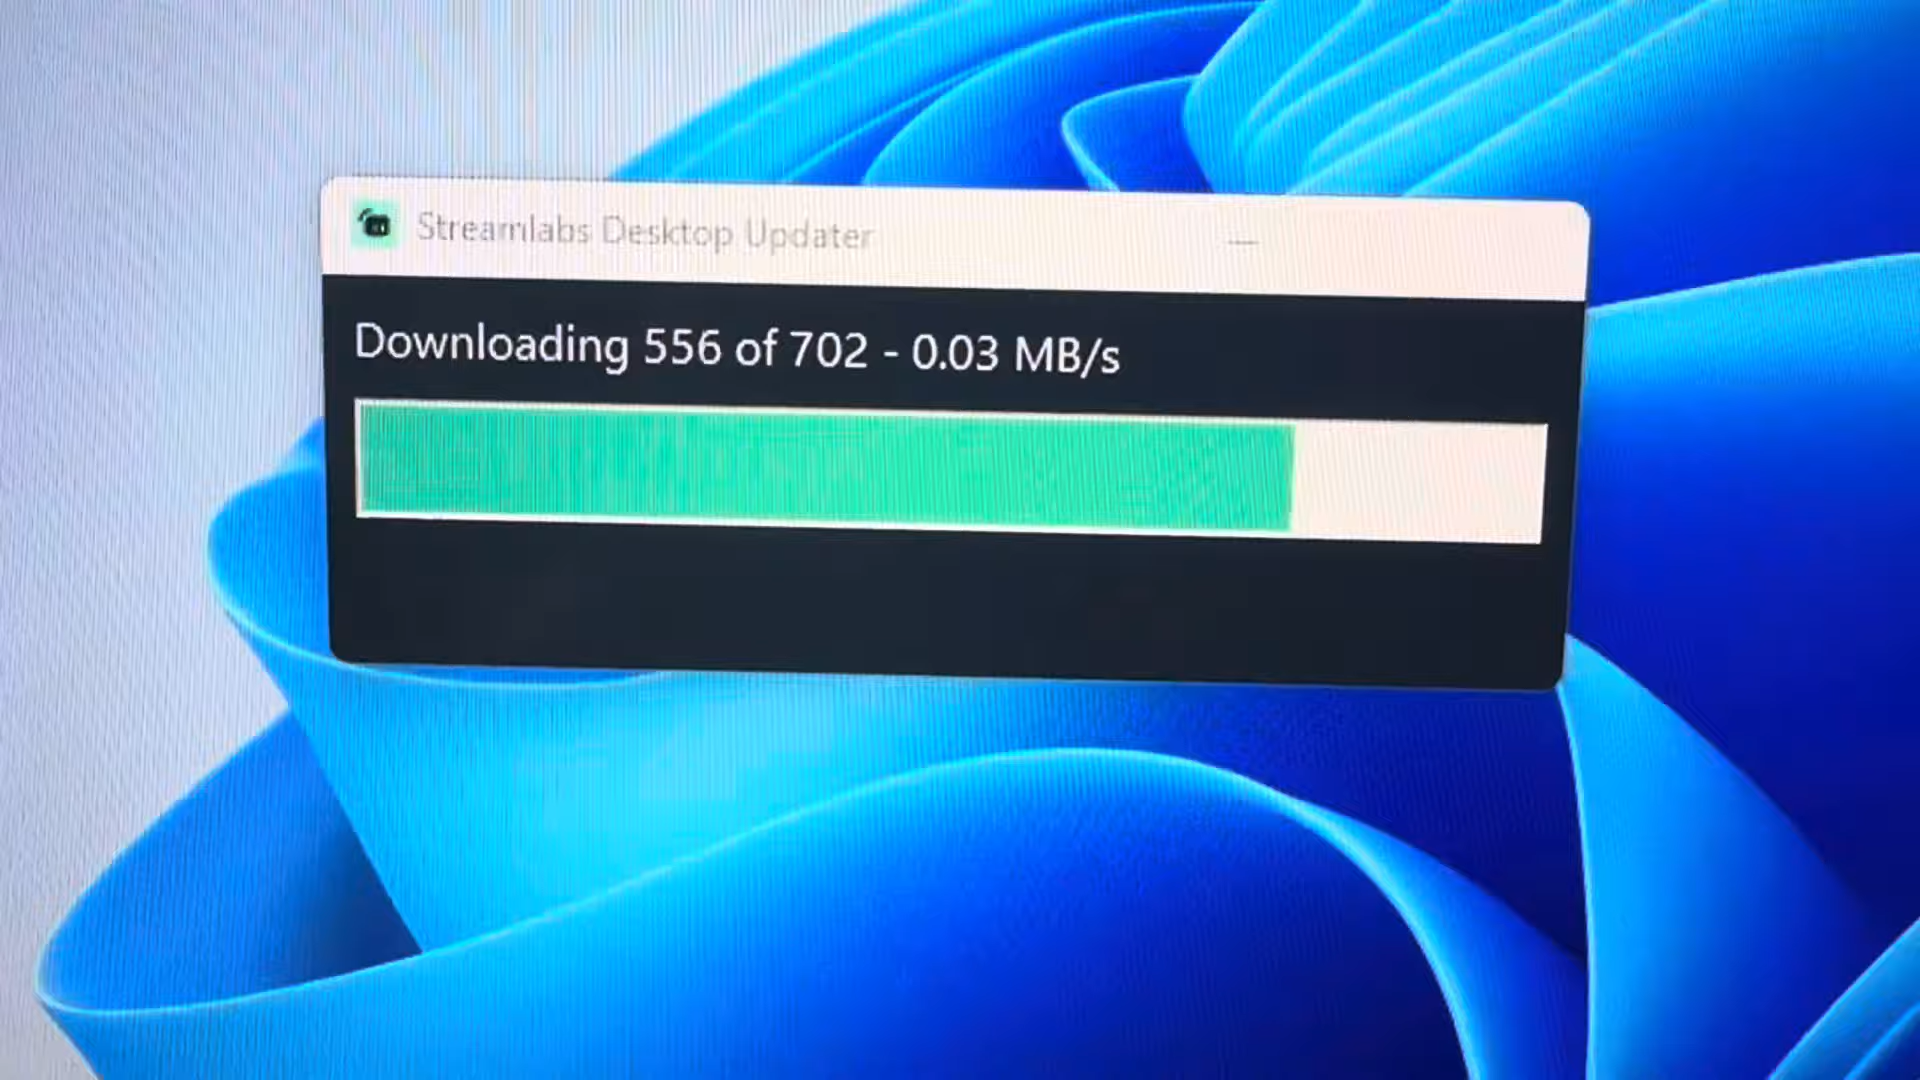 Streamlabs Desktop Updater
Downloading 556 of 702 - 0.03 MB/s